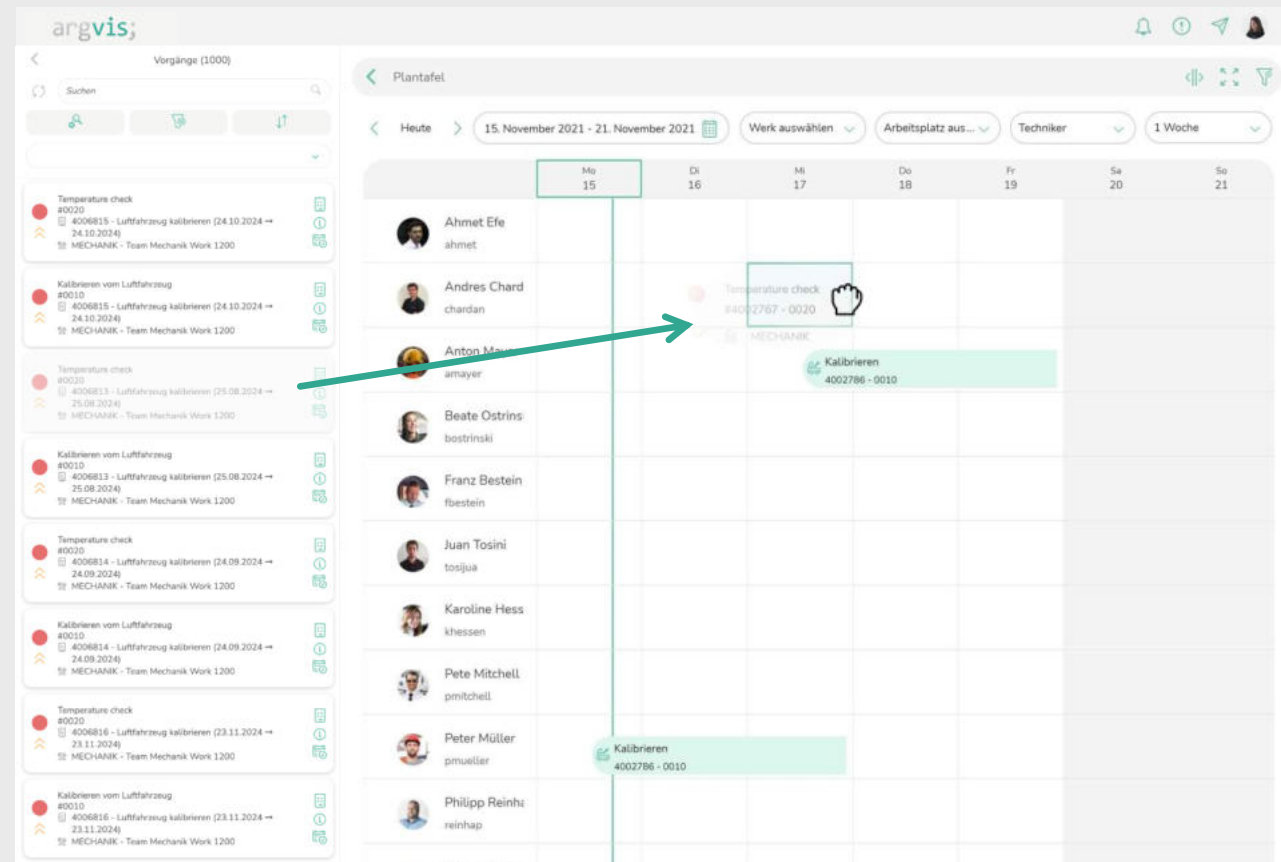 argvis;
Vorgänge (1000)
Suchen
Temperature check
#0020
4006815 - Luftfahrzeug kalibrieren (24.10.2024 →
24.10.2024)
MECHANIK - Team Mechanik Work 1200
Kalibrieren vom Luftfahrzeug
#0010
4006815 - Luftfahrzeug kalibrieren (24.10.2024 →
24.10.2024)
MECHANIK - Team Mechanik Work 1200
Temperature check
#0020
4006813 - Luftfahrzeug kalibrieren (25.08.2024 →
25.08.2024)
MECHANIK - Team Mechanik Work 1200
Kalibrieren vom Luftfahrzeug
#0010
4006813 - Luftfahrzeug kalibrieren (25.08.2024 →
25.08.2024)
MECHANIK - Team Mechanik Work 1200
Temperature check
#0020
4006814 - Luftfahrzeug kalibrieren (24.09.2024 →
24.09.2024)
MECHANIK - Team Mechanik Work 1200
Kalibrieren vom Luftfahrzeug
#0010
4006814 - Luftfahrzeug kalibrieren (24.09.2024 →
24.09.2024)
MECHANIK - Team Mechanik Work 1200
Temperature check
#0020
4006816 - Luftfahrzeug kalibrieren (23.11.2024 →
23.11.2024)
MECHANIK - Team Mechanik Work 1200
Kalibrieren vom Luftfahrzeug
#0010
4006816 - Luftfahrzeug kalibrieren (23.11.2024 →
23.11.2024)
MECHANIK - Team Mechanik Work 1200
Plantafel
Heute 15. November 2021 - 21. November 2021 Werk auswählen Arbeitsplatz aus... Techniker 1 Woche
Mo Di Mi Do Fr Sa So
15 16 17 18 19 20 21
Ahmet Efe
ahmet
Andres Chard
chardan
Temperature check
#4002767 - 0020
MECHANIK
Anton
amayer
Kalibrieren
4002786 - 0010
Beate Ostrins
bostrinski
Franz Bestein
fbestein
Juan Tosini
tosijua
Karoline Hess
khessen
Pete Mitchell
pmitchell
Peter Müller
pmueller
Kalibrieren
4002786 - 0010
Philipp Reinha
reinhap